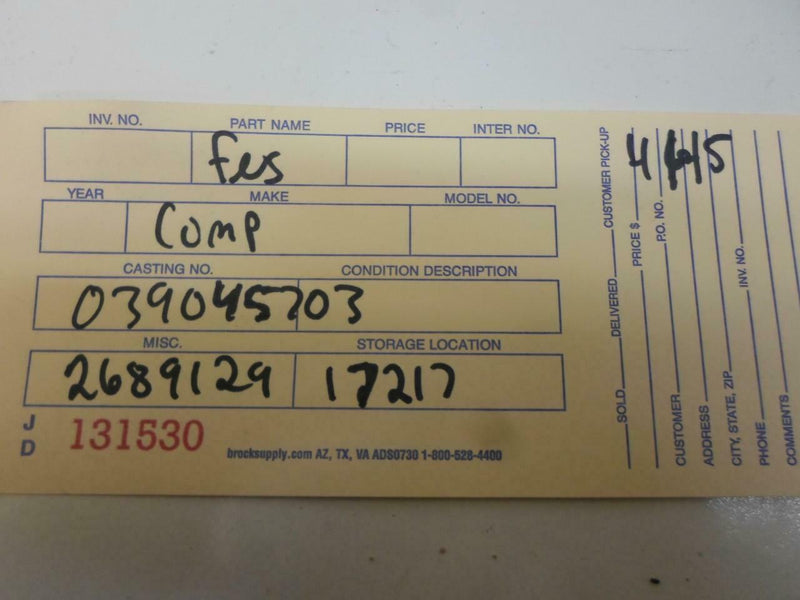 INV. NO. PART NAME PRICE INTER NO.
Fes
YEAR MAKE MODEL NO.
Comp
CASTING NO. CONDITION DESCRIPTION
039045703
MISC. STORAGE LOCATION
2689129 17217
J
D
131530
brocksupply.com AZ, TX, VA ADS0730 1-800-528-4400
SOLD DELIVERED CUSTOMER PICK-UP
PRICE $
P.O. NO.
CUSTOMER
ADDRESS
CITY, STATE, ZIP INV. NO.
PHONE
COMMENTS